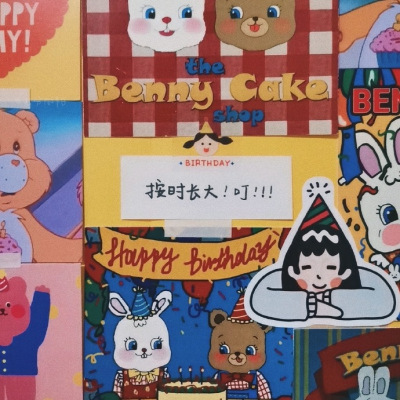 PPY
AY!
the
Benny Cake
shop
BEN
BIRTHDAY
按时长大！叮!!!
Happy Birthday
Benn